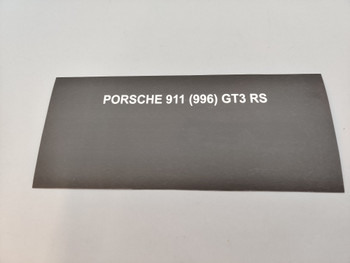 PORSCHE 911 (996) GT3 RS